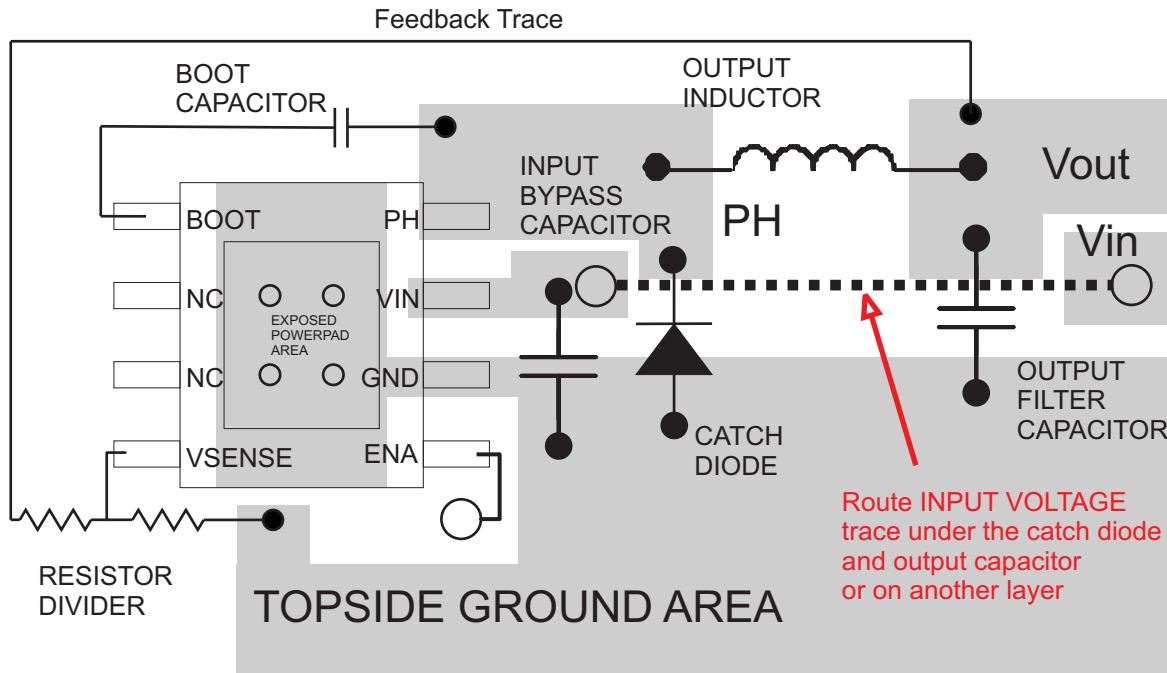 Feedback Trace
BOOT
CAPACITOR
OUTPUT
INDUCTOR
INPUT
BYPASS
CAPACITOR
Vout
PH
Vin
BOOT
PH
NC
VIN
EXPOSED
POWERPAD
AREA
NC
GND
VSENSE
ENA
CATCH
DIODE
OUTPUT
FILTER
CAPACITOR
Route INPUT VOLTAGE
trace under the catch diode
and output capacitor
or on another layer
RESISTOR
DIVIDER
TOPSIDE GROUND AREA